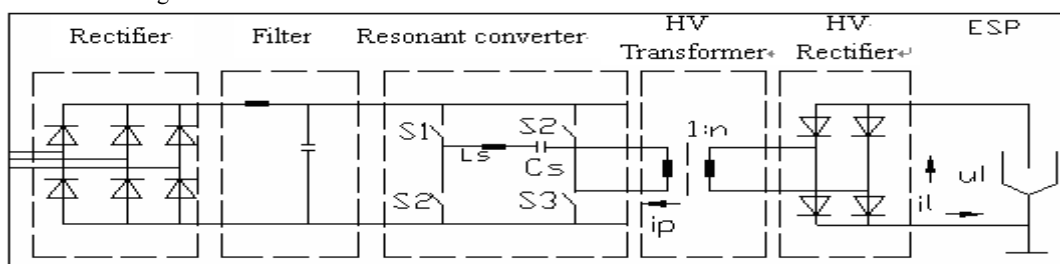 HV
HV
ESP
Rectifier
Filter
Resonant converter
Transformer
Rectifier
S1
S2
1:n
Ls
Cs
ul
S2
S3
il
ip